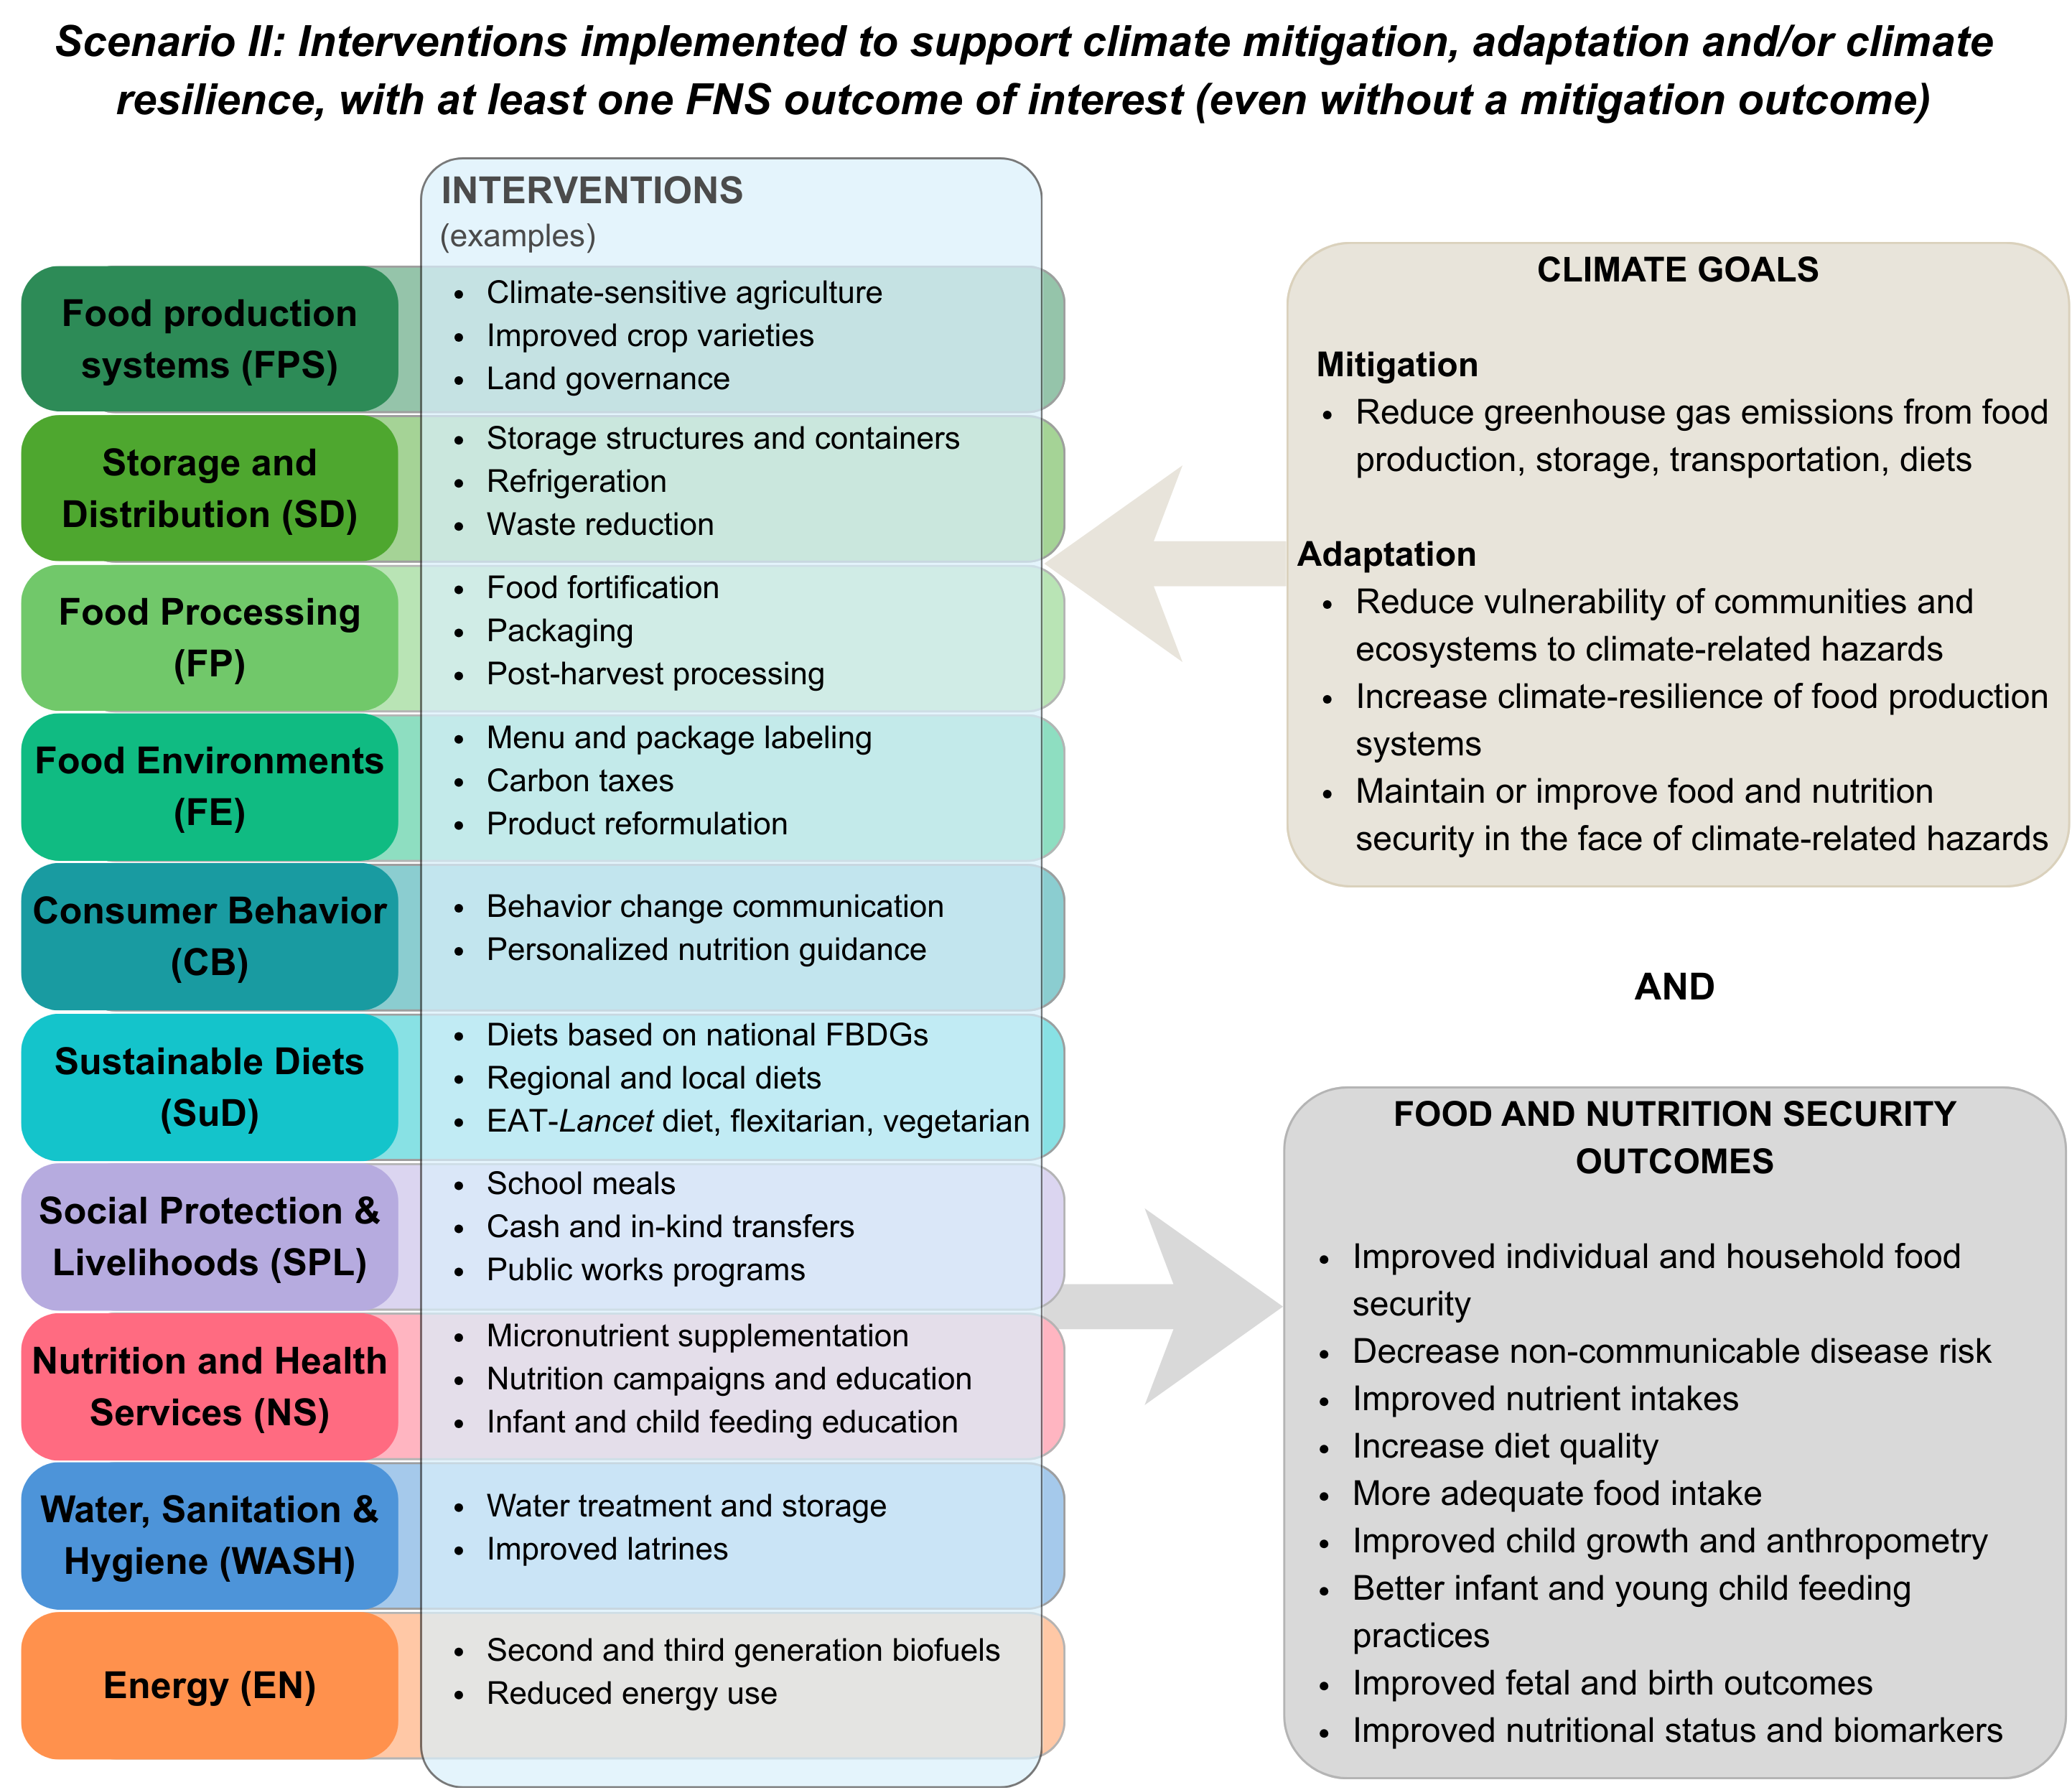 Scenario II: Interventions implemented to support climate mitigation, adaptation and/or climate
resilience, with at least one FNS outcome of interest (even without a mitigation outcome)
INTERVENTIONS
(examples)
Food production
systems (FPS)
• Climate-sensitive agriculture
• Improved crop varieties
• Land governance
Storage and
Distribution (SD)
• Storage structures and containers
• Refrigeration
• Waste reduction
Food Processing
(FP)
• Food fortification
• Packaging
• Post-harvest processing
Food Environments
(FE)
• Menu and package labeling
• Carbon taxes
• Product reformulation
Consumer Behavior
(CB)
• Behavior change communication
• Personalized nutrition guidance
Sustainable Diets
(SuD)
• Diets based on national FBDGs
• Regional and local diets
• EAT-Lancet diet, flexitarian, vegetarian
Social Protection &
Livelihoods (SPL)
• School meals
• Cash and in-kind transfers
• Public works programs
Nutrition and Health
Services (NS)
• Micronutrient supplementation
• Nutrition campaigns and education
• Infant and child feeding education
Water, Sanitation &
Hygiene (WASH)
• Water treatment and storage
• Improved latrines
Energy (EN)
• Second and third generation biofuels
• Reduced energy use
CLIMATE GOALS
Mitigation
• Reduce greenhouse gas emissions from food
production, storage, transportation, diets
Adaptation
• Reduce vulnerability of communities and
ecosystems to climate-related hazards
• Increase climate-resilience of food production
systems
• Maintain or improve food and nutrition
security in the face of climate-related hazards
AND
FOOD AND NUTRITION SECURITY
OUTCOMES
• Improved individual and household food
security
• Decrease non-communicable disease risk
• Improved nutrient intakes
• Increase diet quality
• More adequate food intake
• Improved child growth and anthropometry
• Better infant and young child feeding
practices
• Improved fetal and birth outcomes
• Improved nutritional status and biomarkers